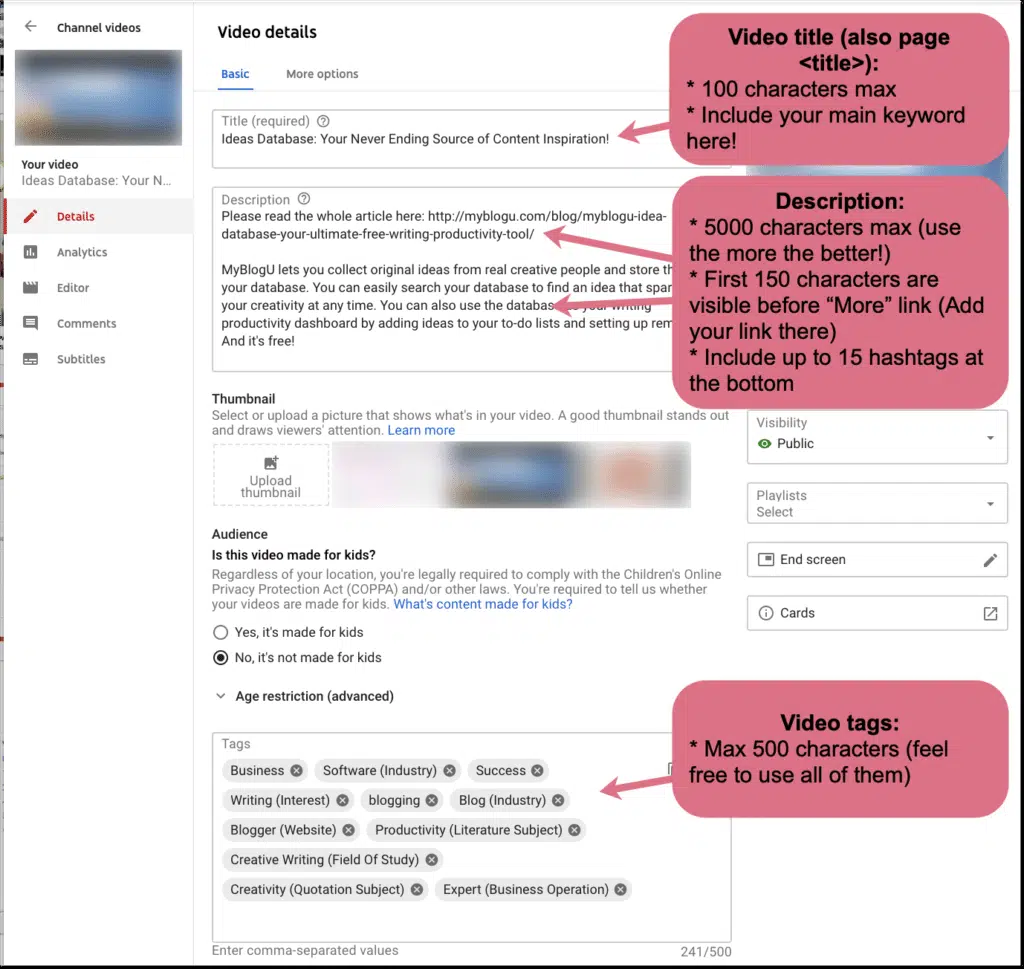 Channel videos
Your video
Ideas Database: Your N...
Details
Analytics
Editor
Comments
Subtitles
Video details
Basic
More options
Title (required)
Ideas Database: Your Never Ending Source of Content Inspiration!
Video title (also page
<title>):
* 100 characters max
* Include your main keyword
here!
Description
Please read the whole article here: http://myblogu.com/blog/myblogu-idea-
database-your-ultimate-free-writing-productivity-tool/
MyBlogU lets you collect original ideas from real creative people and store
your database. You can easily search your database to find an idea that
your creativity at any time. You can also use the writing
productivity dashboard by adding ideas to your to-do lists and setting up
And it's free!
Description:
* 5000 characters max (use
the more the better!)
* First 150 characters are
visible before “More” link (Add
your link there)
* Include up to 15 hashtags at
the bottom
Thumbnail
Select or upload a picture that shows what's in your video. A good thumbnail stands out
and draws viewers' attention. Learn more
Upload
thumbnail
Visibility
Public
Playlists
Select
End screen
Cards
Audience
Is this video made for kids?
Regardless of your location, you're legally required to comply with the Children's Online
Privacy Protection Act (COPPA) and/or other laws. You're required to tell us whether
your videos are made for kids. What's content made for kids?
Yes, it's made for kids
No, it's not made for kids
Age restriction (advanced)
Tags
Business
Software (Industry)
Success
Writing (Interest)
blogging
Blog (Industry)
Blogger (Website)
Productivity (Literature Subject)
Creative Writing (Field Of Study)
Creativity (Quotation Subject)
Expert (Business Operation)
Enter comma-separated values
241/500
Video tags:
* Max 500 characters (feel
free to use all of them)